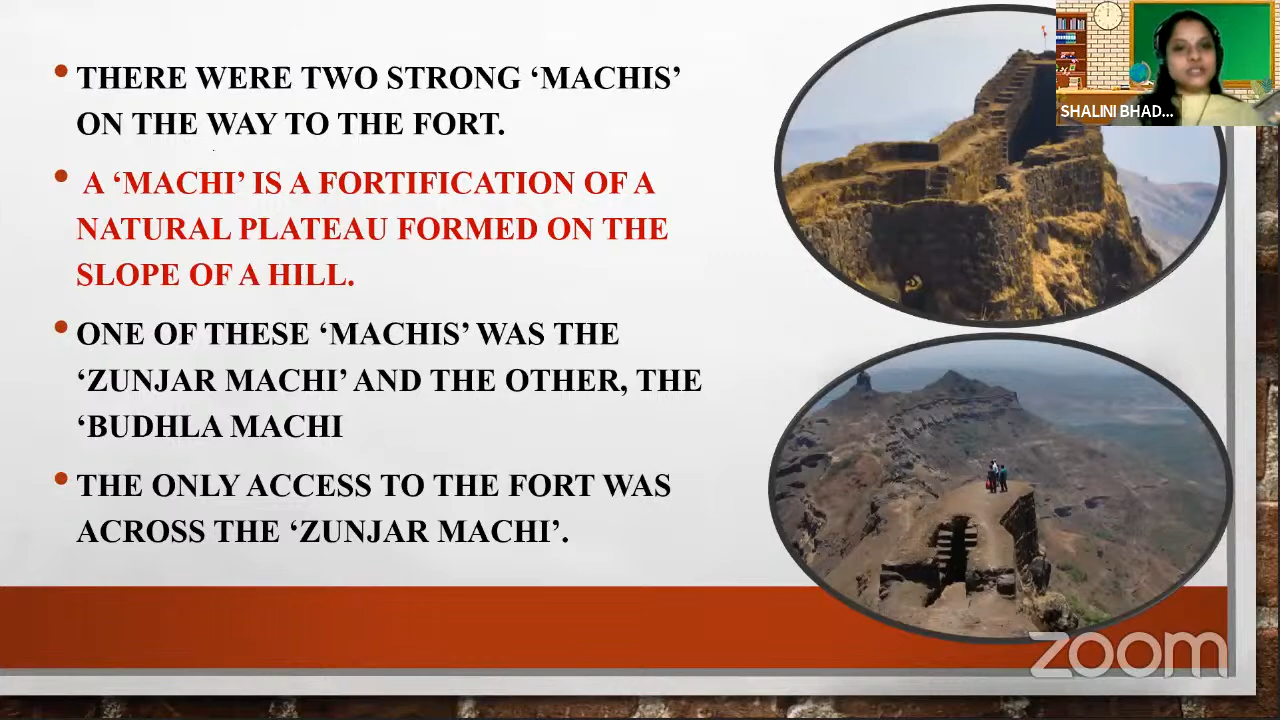 • THERE WERE TWO STRONG ‘MACHIS’
ON THE WAY TO THE FORT.
• A ‘MACHI’ IS A FORTIFICATION OF A
NATURAL PLATEAU FORMED ON THE
SLOPE OF A HILL.
• ONE OF THESE ‘MACHIS’ WAS THE
‘ZUNJAR MACHI’ AND THE OTHER, THE
‘BUDHLA MACHI
• THE ONLY ACCESS TO THE FORT WAS
ACROSS THE ‘ZUNJAR MACHI’.
SHALINI BHAD...
zoom